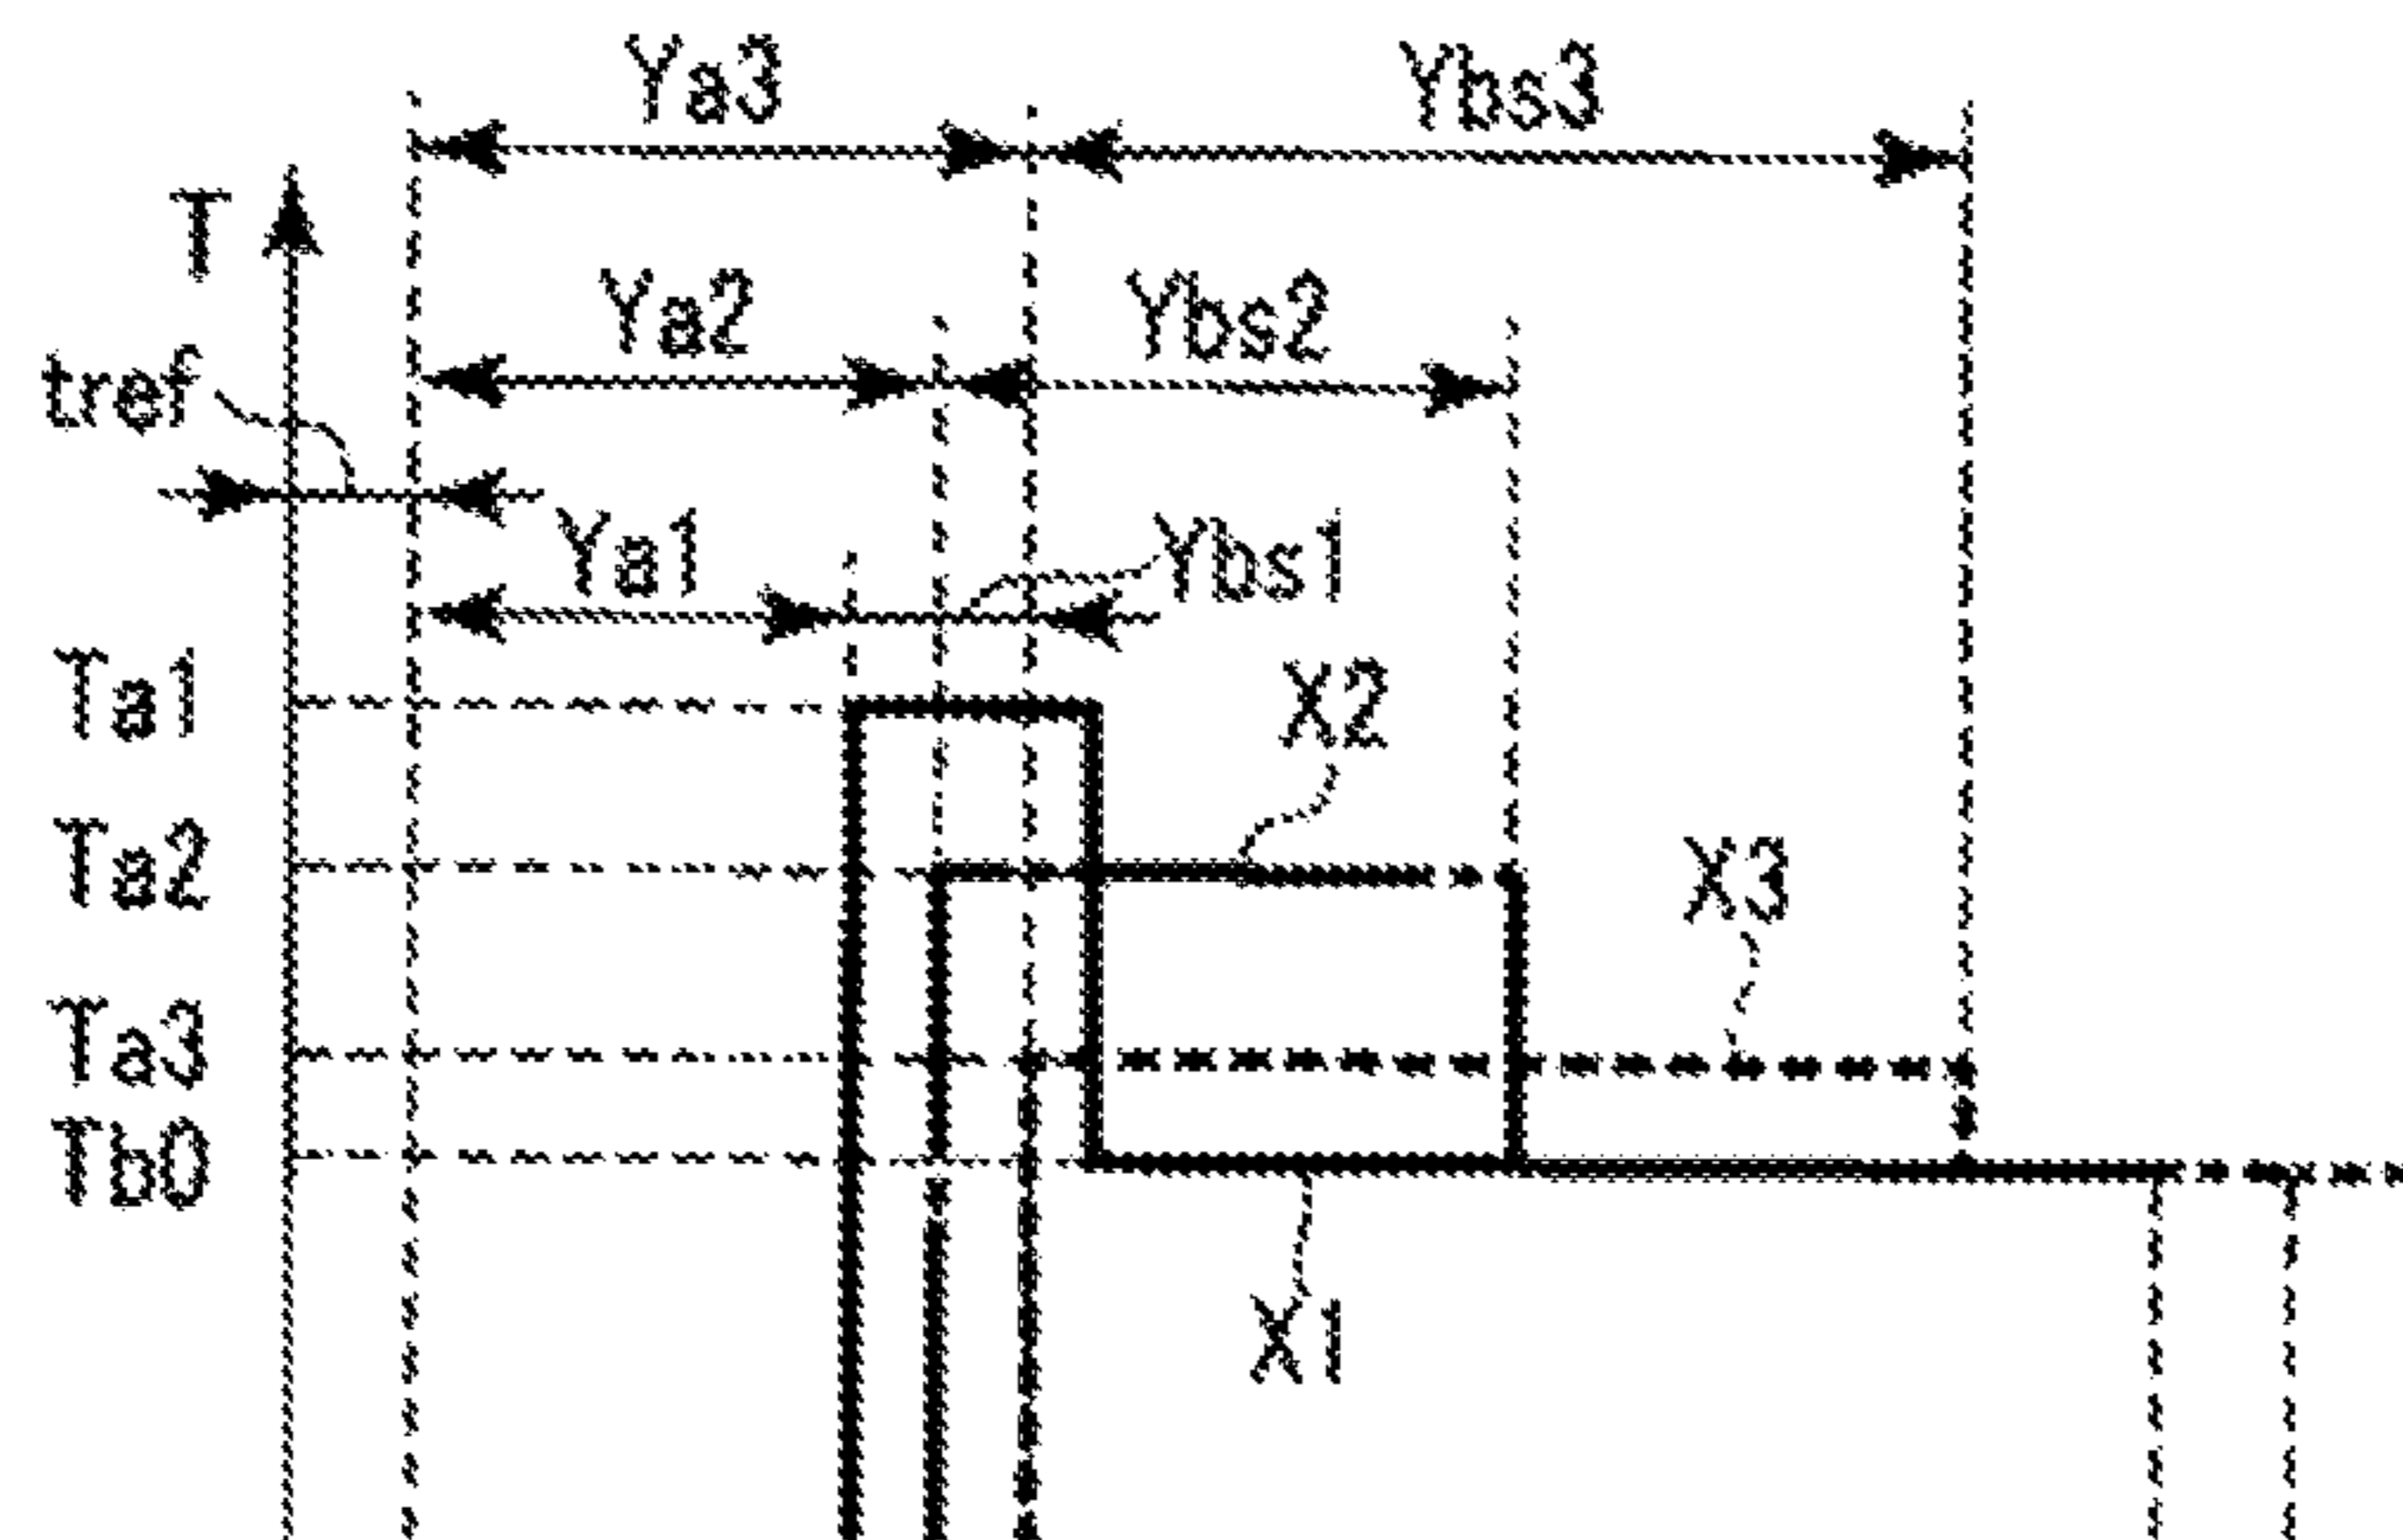 Ya3
Ybs3
T
Ya2
Ybs2
tref
Ya1
Ybs1
Ta1
X2
Ta2
X3
Ta3
Tb0
X1